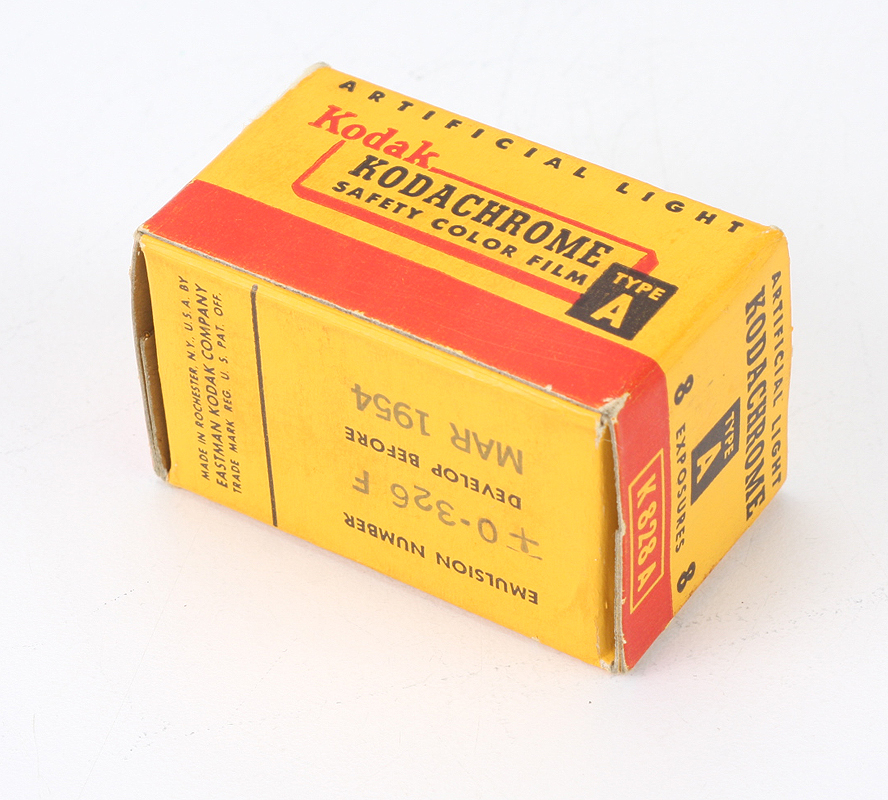 ARTIFICIAL LIGHT
Kodak
KODACHROME
SAFETY COLOR FILM
TYPE
A
MADE IN ROCHESTER, N.Y., U.S.A. BY
EASTMAN KODAK COMPANY
TRADE MARK REG. U. S. PAT. OFF.
EMULSION NUMBER
0-326 F
DEVELOP BEFORE
MAR 1954
ARTIFICIAL LIGHT
KODACHROME
TYPE
A
8 EXPOSURES 8
K 828 A